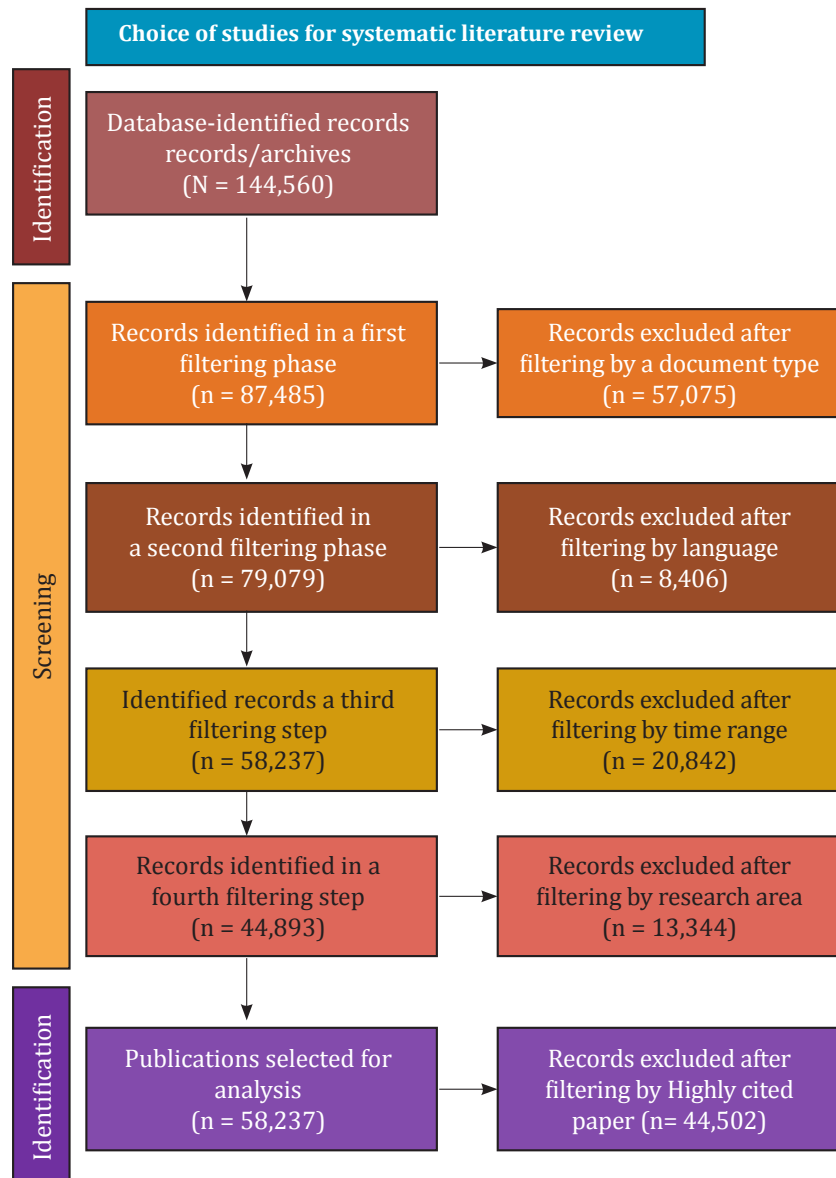 Choice of studies for systematic literature review
Identification
Database-identified records
records/archives
(N = 144,560)
Screening
Records identified in a first
filtering phase
(n = 87,485)
Records excluded after
filtering by a document type
(n = 57,075)
Records identified in
a second filtering phase
(n = 79,079)
Records excluded after
filtering by language
(n = 8,406)
Identified records a third
filtering step
(n = 58,237)
Records excluded after
filtering by time range
(n = 20,842)
Records identified in a
fourth filtering step
(n = 44,893)
Records excluded after
filtering by research area
(n = 13,344)
Identification
Publications selected for
analysis
(n = 58,237)
Records excluded after
filtering by Highly cited
paper (n= 44,502)